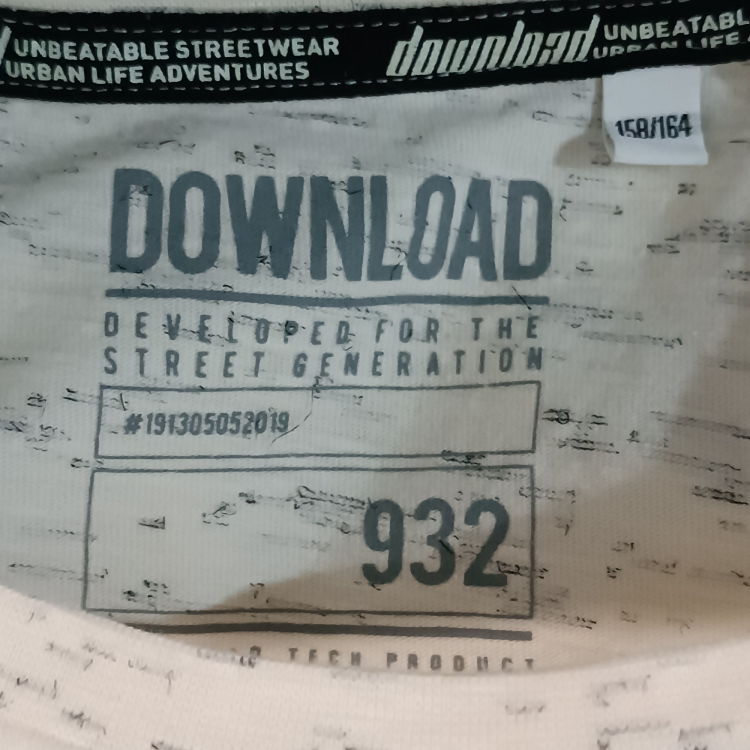 UNBEATABLE STREETWEAR
URBAN LIFE ADVENTURES
download
UNBEATABL
URBAN LIFE
158/164
DOWNLOAD
DEVELOPED FOR THE
STREET GENERATION
#191305052019
932
TECH PRODUCT